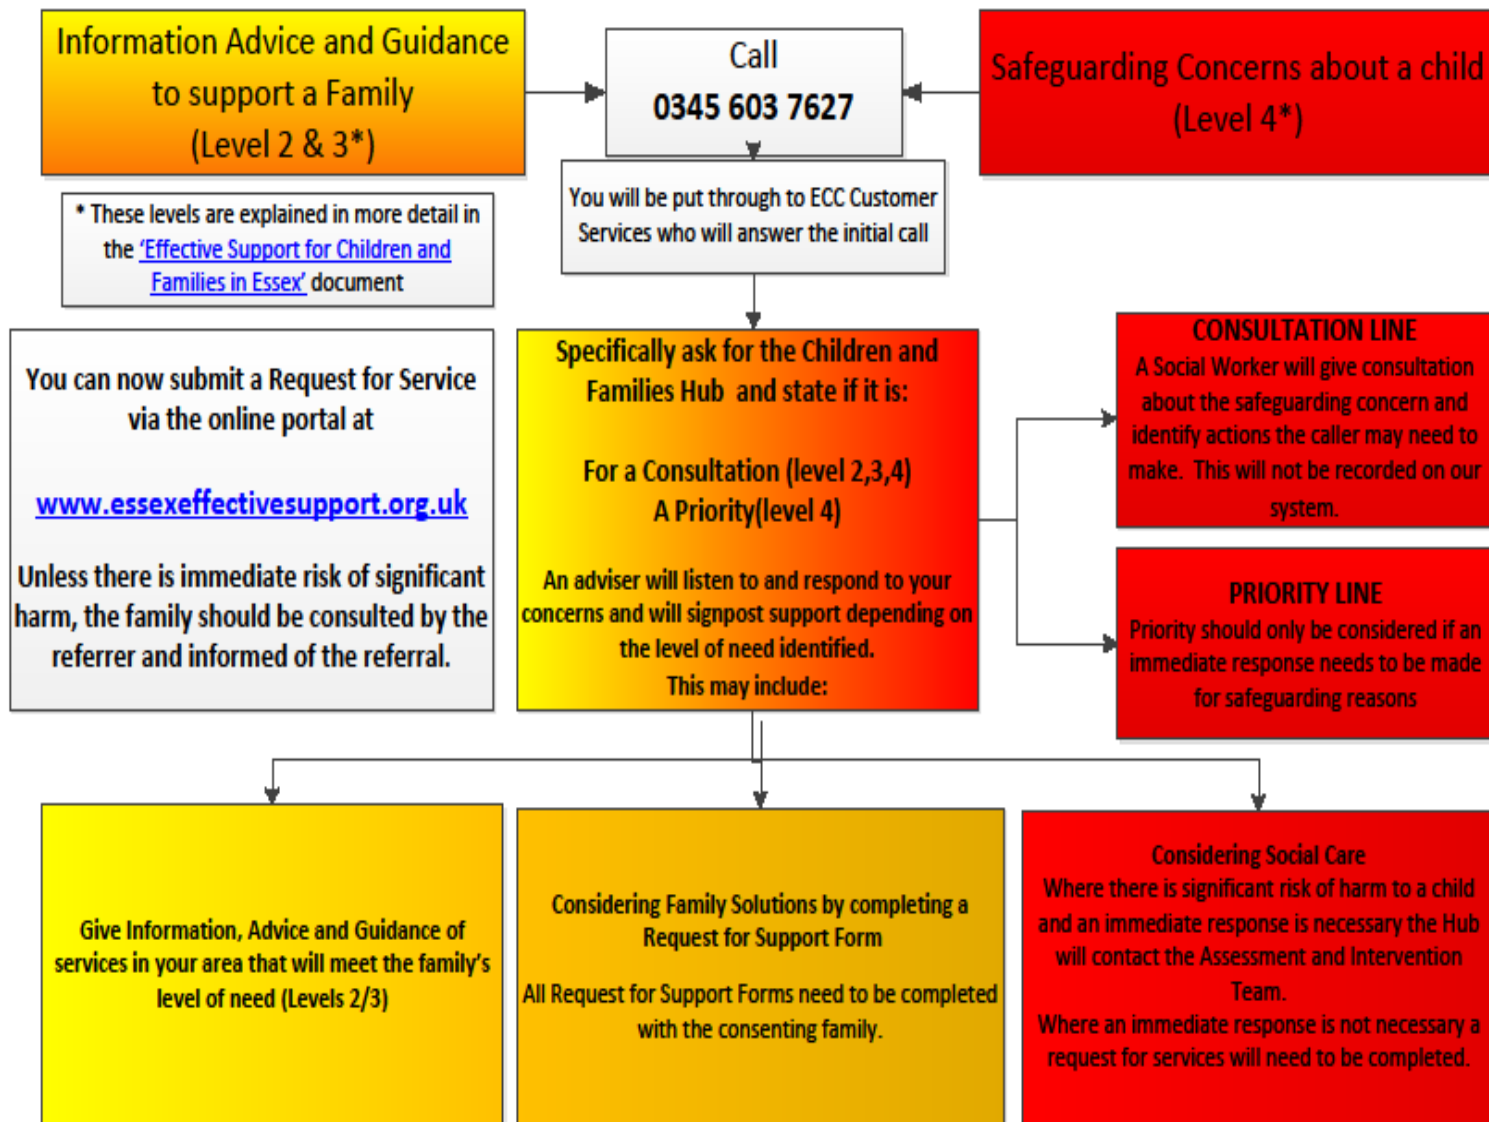 Information Advice and Guidance
to support a Family
(Level 2 & 3*)
Call
0345 603 7627
Safeguarding Concerns about a child
(Level 4*)
* These levels are explained in more detail in
the 'Effective Support for Children and
Families in Essex' document
You will be put through to ECC Customer
Services who will answer the initial call
You can now submit a Request for Service
via the online portal at
www.essexeffectivesupport.org.uk
Unless there is immediate risk of significant
harm, the family should be consulted by the
referrer and informed of the referral.
Specifically ask for the Children and
Families Hub and state if it is:
For a Consultation (level 2,3,4)
A Priority(level 4)
An adviser will listen to and respond to your
concerns and will signpost support depending on
the level of need identified.
This may include:
CONSULTATION LINE
A Social Worker will give consultation
about the safeguarding concern and
identify actions the caller may need to
make. This will not be recorded on our
system.
PRIORITY LINE
Priority should only be considered if an
immediate response needs to be made
for safeguarding reasons
Give Information, Advice and Guidance of
services in your area that will meet the family's
level of need (Levels 2/3)
Considering Family Solutions by completing a
Request for Support Form
All Request for Support Forms need to be completed
with the consenting family.
Considering Social Care
Where there is significant risk of harm to a child
and an immediate response is necessary the Hub
will contact the Assessment and Intervention
Team.
Where an immediate response is not necessary a
request for services will need to be completed.